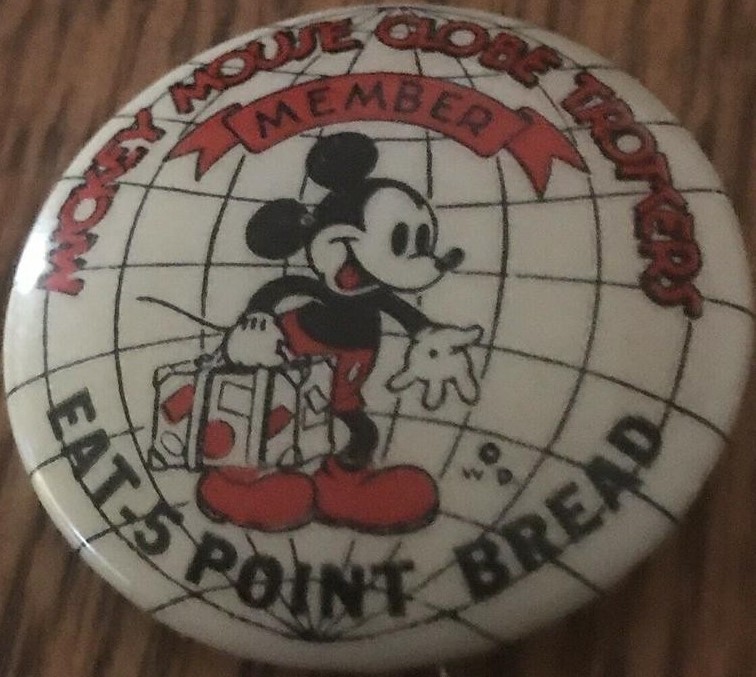 MICKEY MOUSE GLOBE TROTTERS
MEMBER
EAT-5 POINT BREAD